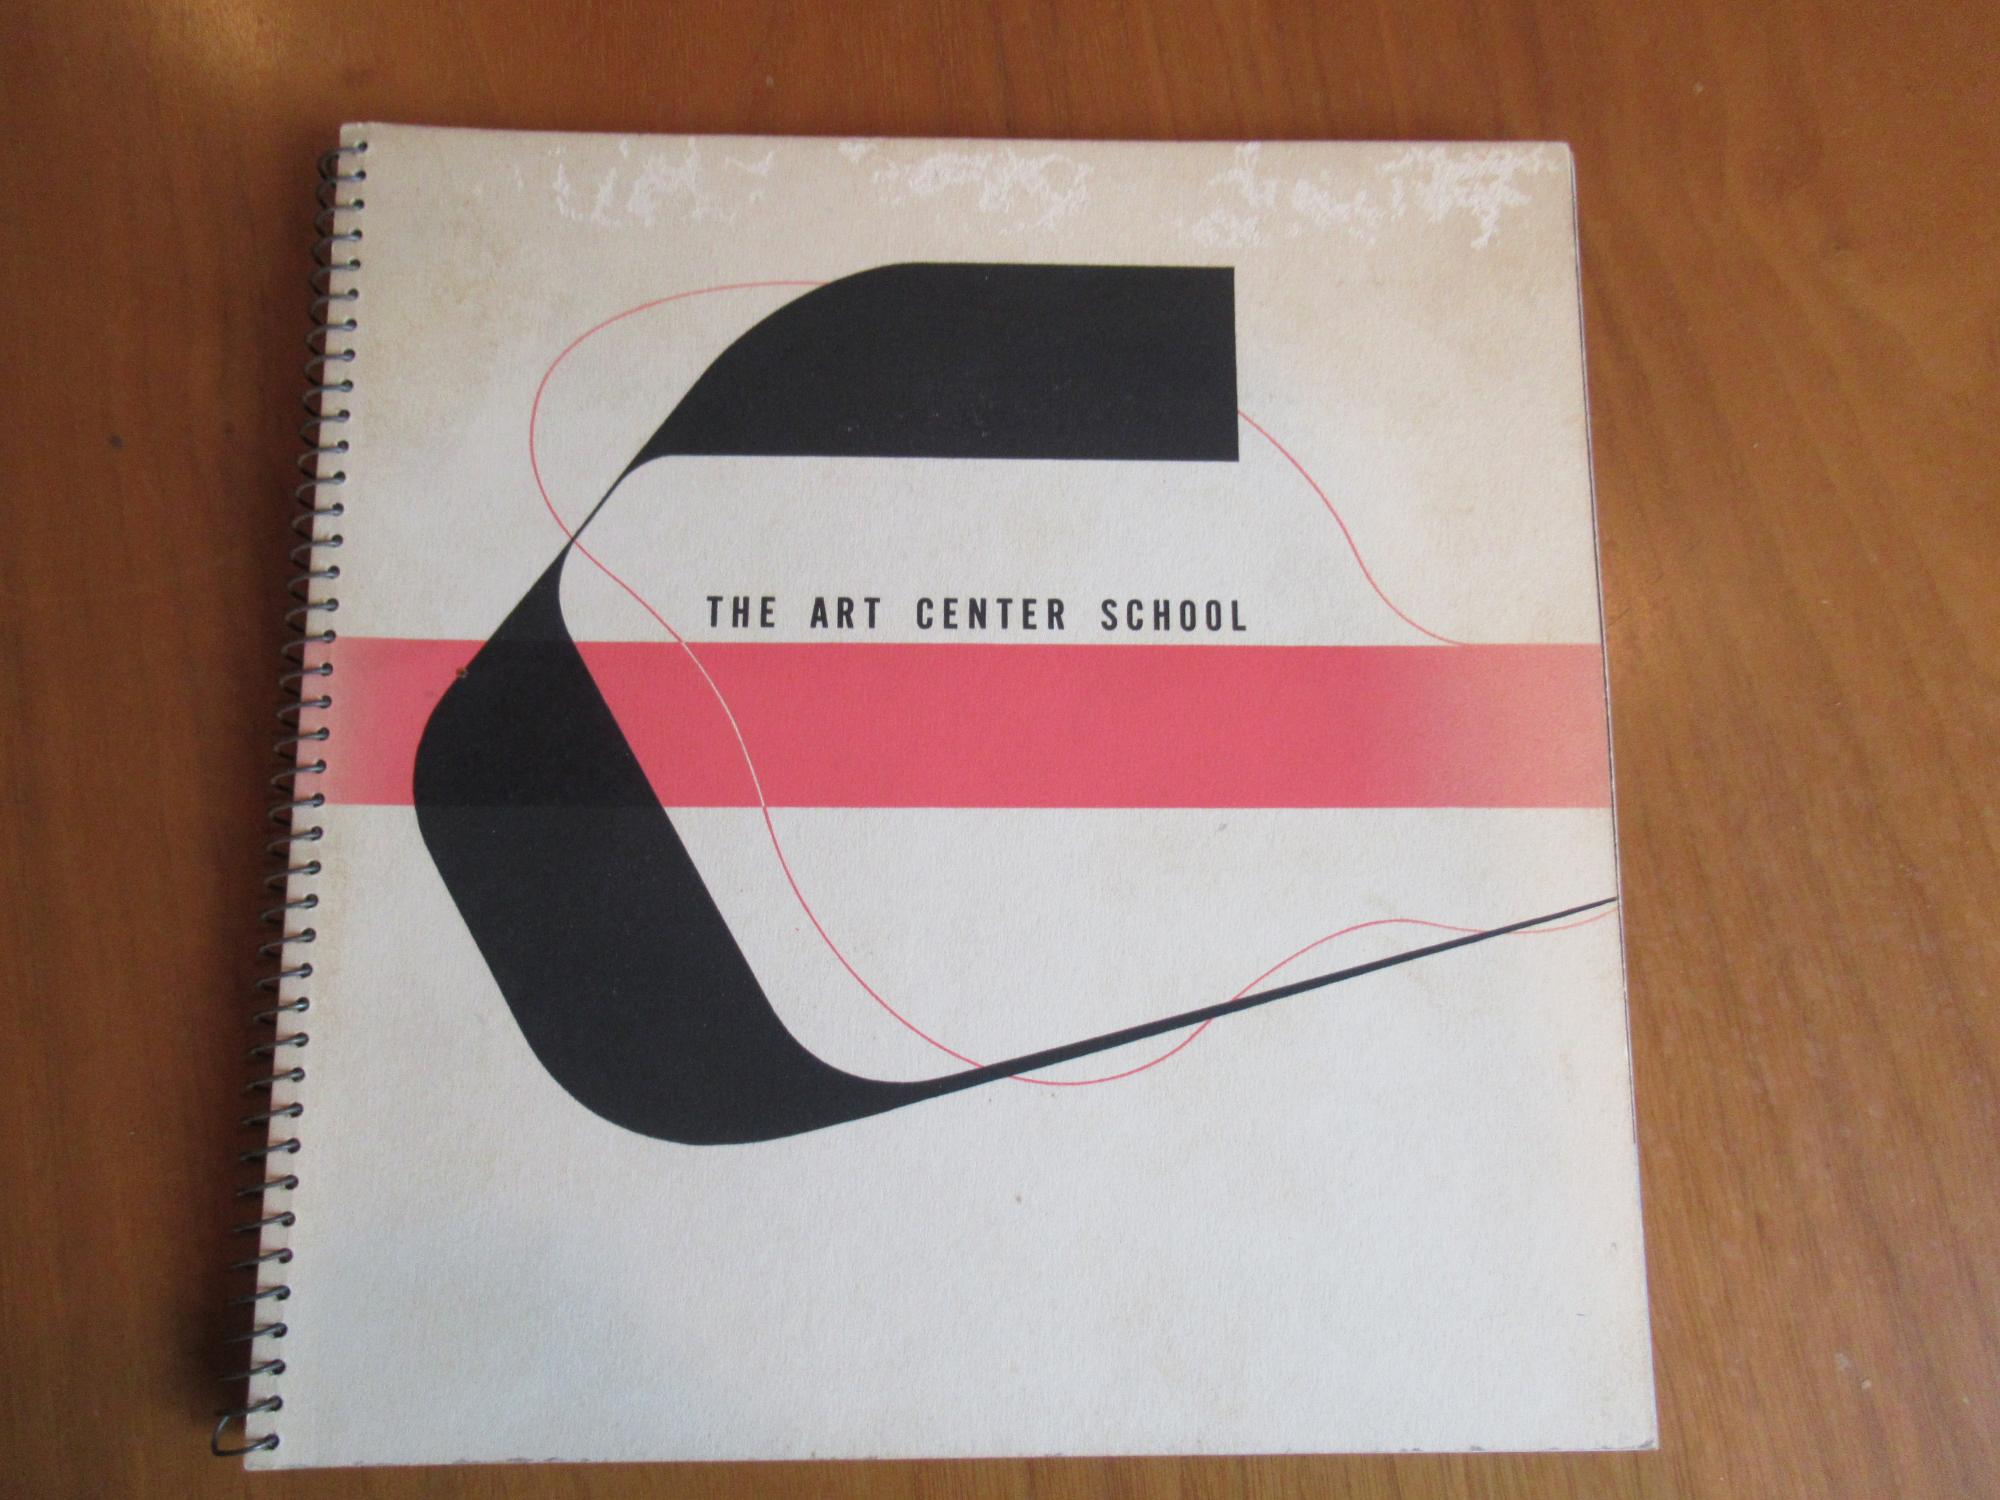 THE ART CENTER SCHOOL